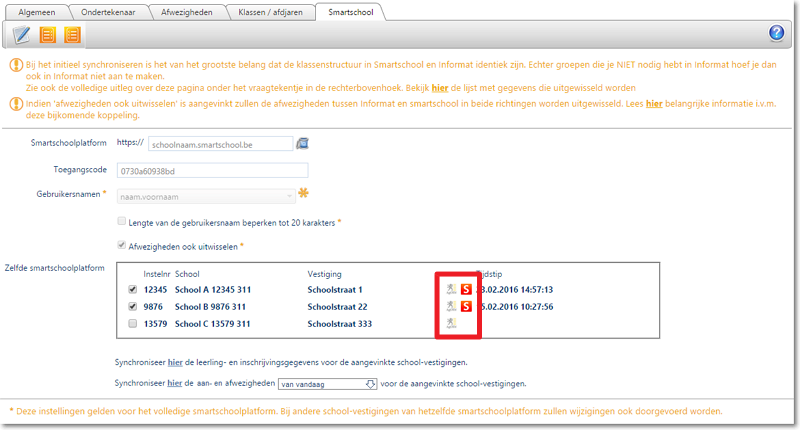 Algemeen Ondertekenaar Afwezigheden Klassen / afdjaren Smartschool
Bij het initieel synchroniseren is het van het grootste belang dat de klassenstructuur in Smartschool en Informat identiek zijn. Echter groepen die je NIET nodig hebt in Informat hoef je dan
ook in Informat niet aan te maken.
Zie ook de volledige uitleg over deze pagina onder het vraagtekentje in de rechterbovenhoek. Bekijk hier de lijst met gegevens die uitgewisseld worden
Indien 'afwezigheden ook uitwisselen' is aangevinkt zullen de afwezigheden tussen Informat en smartschool in beide richtingen worden uitgewisseld. Lees hier belangrijke informatie i.v.m.
deze bijkomende koppeling.
Smartschoolplatform https:// schoolnaam.smartschool.be
Toegangscode 0730a60938bd
Gebruikersnamen * naam.voornaam
Lengte van de gebruikersnaam beperken tot 20 karakters *
Afwezigheden ook uitwisselen *
Zelfde smartschoolplatform
Instelnr School Vestiging Tijdstip
12345 School A 12345 311 Schoolstraat 1 S 23.02.2016 14:57:13
9876 School B 9876 311 Schoolstraat 22 S 5.02.2016 10:27:56
13579 School C 13579 311 Schoolstraat 333
Synchroniseer hier de leerling- en inschrijvingsgegevens voor de aangevinkte school-vestigingen.
Synchroniseer hier de aan- en afwezigheden van vandaag voor de aangevinkte school-vestigingen.
* Deze instellingen gelden voor het volledige smartschoolplatform. Bij andere school-vestigingen van hetzelfde smartschoolplatform zullen wijzigingen ook doorgevoerd worden.